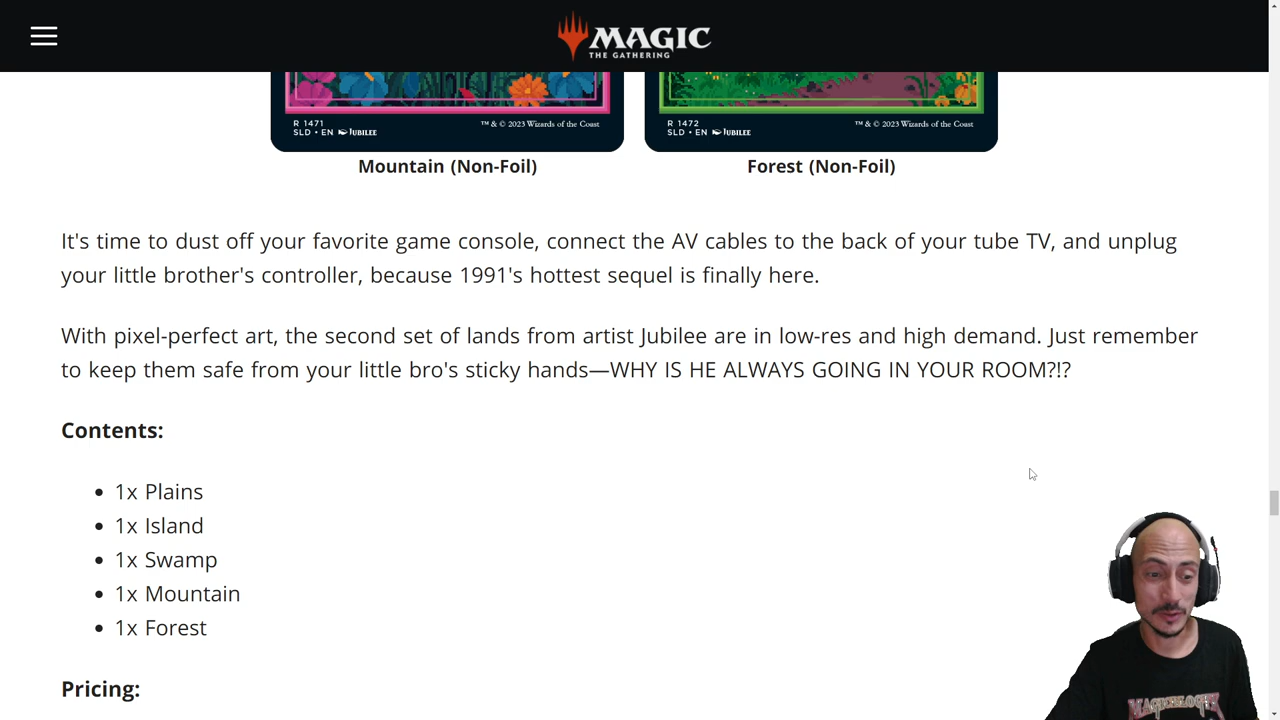 MAGIC
THE GATHERING
R 1471
SLD • EN JUBILEE
™ & © 2023 Wizards of the Coast
R 1472
SLD • EN JUBILEE
™ & © 2023 Wizards of the Coast
Mountain (Non-Foil)
Forest (Non-Foil)
It's time to dust off your favorite game console, connect the AV cables to the back of your tube TV, and unplug
your little brother's controller, because 1991's hottest sequel is finally here.
With pixel-perfect art, the second set of lands from artist Jubilee are in low-res and high demand. Just remember
to keep them safe from your little bro's sticky hands—WHY IS HE ALWAYS GOING IN YOUR ROOM?!?
Contents:
• 1x Plains
• 1x Island
• 1x Swamp
• 1x Mountain
• 1x Forest
Pricing: